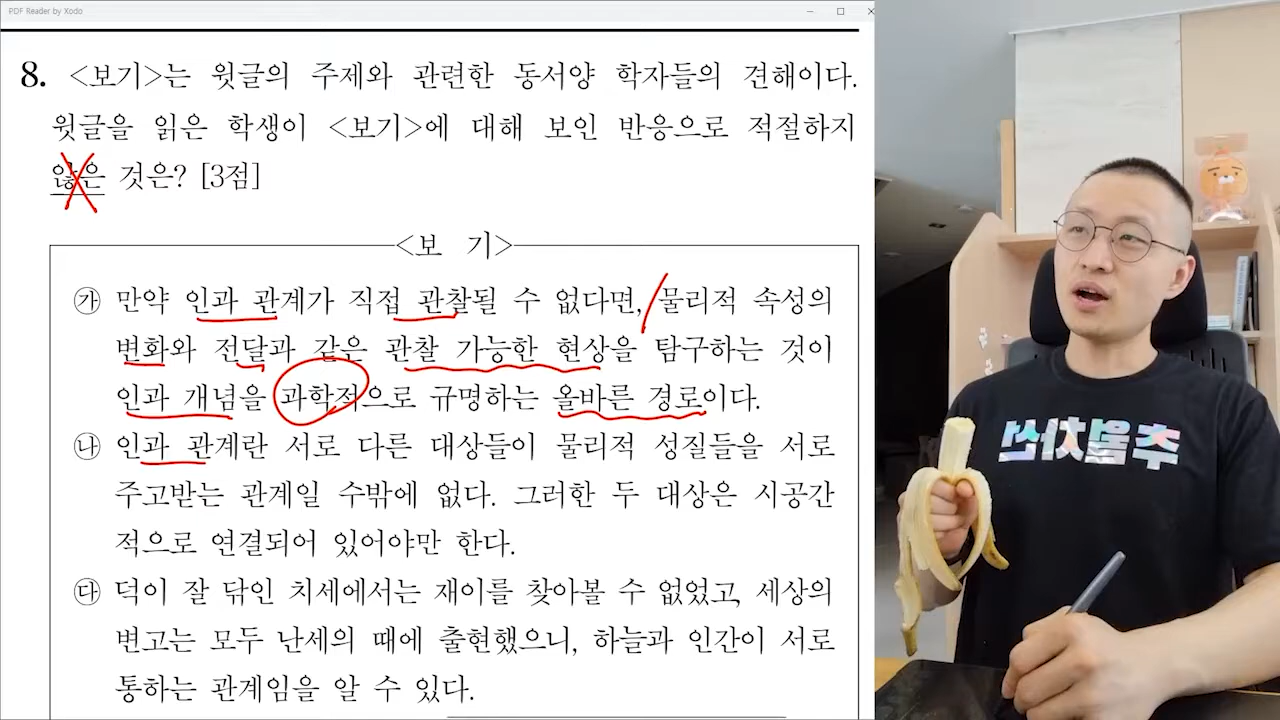 PDF Reader by Xodo
8. <보기>는 윗글의 주제와 관련한 동서양 학자들의 견해이다.
윗글을 읽은 학생이 <보기>에 대해 보인 반응으로 적절하지
않은 것은? [3점]
<보 기>
㉮ 만약 인과 관계가 직접 관찰될 수 없다면, 물리적 속성의
변화와 전달과 같은 관찰 가능한 현상을 탐구하는 것이
인과 개념을 과학적으로 규명하는 올바른 경로이다.
㉯ 인과 관계란 서로 다른 대상들이 물리적 성질들을 서로
주고받는 관계일 수밖에 없다. 그러한 두 대상은 시공간
적으로 연결되어 있어야만 한다.
㉰ 덕이 잘 닦인 치세에서는 재이를 찾아볼 수 없었고, 세상의
변고는 모두 난세의 때에 출현했으니, 하늘과 인간이 서로
통하는 관계임을 알 수 있다.
추월차선